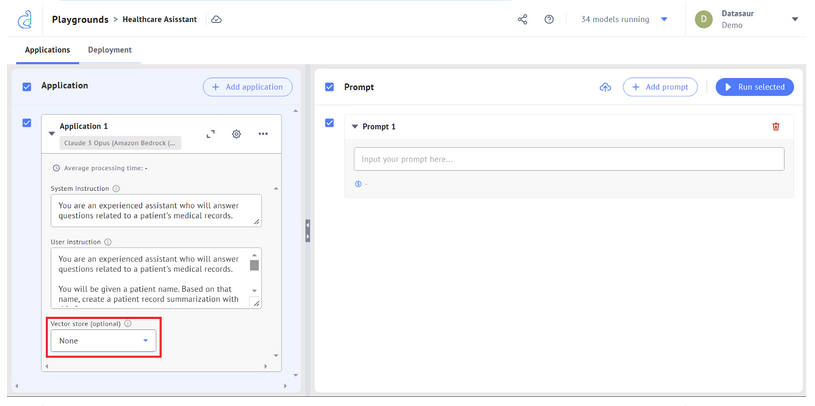 Playgrounds > Healthcare Asisstant
34 models running
D
Datasaur
Demo
Applications
Deployment
Application
+ Add application
Prompt
+ Add prompt
Run selected
Application 1
Claude 3 Opus (Amazon Bedrock (...
Average processing time: -
System instruction
You are an experienced assistant who will answer
questions related to a patient's medical records.
User instruction
You are an experienced assistant who will answer
questions related to a patient's medical records.
You will be given a patient name. Based on that
name, create a patient record summarization with
Vector store (optional)
None
Prompt 1
Input your prompt here...
-